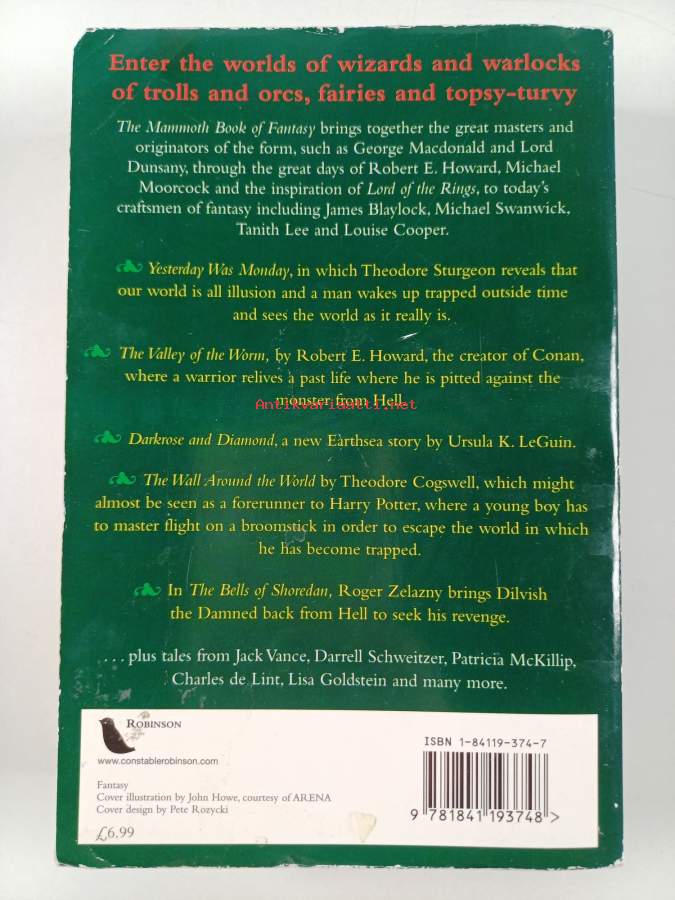 Enter the worlds of wizards and warlocks
of trolls and orcs, fairies and topsy-turvy
The Mammoth Book of Fantasy brings together the great masters and
originators of the form, such as George Macdonald and Lord
Dunsany, through the great days of Robert E. Howard, Michael
Moorcock and the inspiration of Lord of the Rings, to today's
craftsmen of fantasy including James Blaylock, Michael Swanwick,
Tanith Lee and Louise Cooper.
Yesterday Was Monday, in which Theodore Sturgeon reveals that
our world is all illusion and a man wakes up trapped outside time
and sees the world as it really is.
The Valley of the Worm, by Robert E. Howard, the creator of Conan,
where a warrior relives a past life where he is pitted against the
monster from Hell.
Antikvariaatti.net
Darkrose and Diamond, a new Earthsea story by Ursula K. LeGuin.
The Wall Around the World by Theodore Cogswell, which might
almost be seen as a forerunner to Harry Potter, where a young boy has
to master flight on a broomstick in order to escape the world in which
he has become trapped.
In The Bells of Shoredan, Roger Zelazny brings Dilvish
the Damned back from Hell to seek his revenge.
. . . . plus tales from Jack Vance, Darrell Schweitzer, Patricia McKillip,
Charles de Lint, Lisa Goldstein and many more.
ROBINSON
www.constablerobinson.com
Fantasy
Cover illustration by John Howe, courtesy of ARENA
Cover design by Pete Rozycki
£6.99
ISBN 1-84119-374-7
9 781841 193748 >